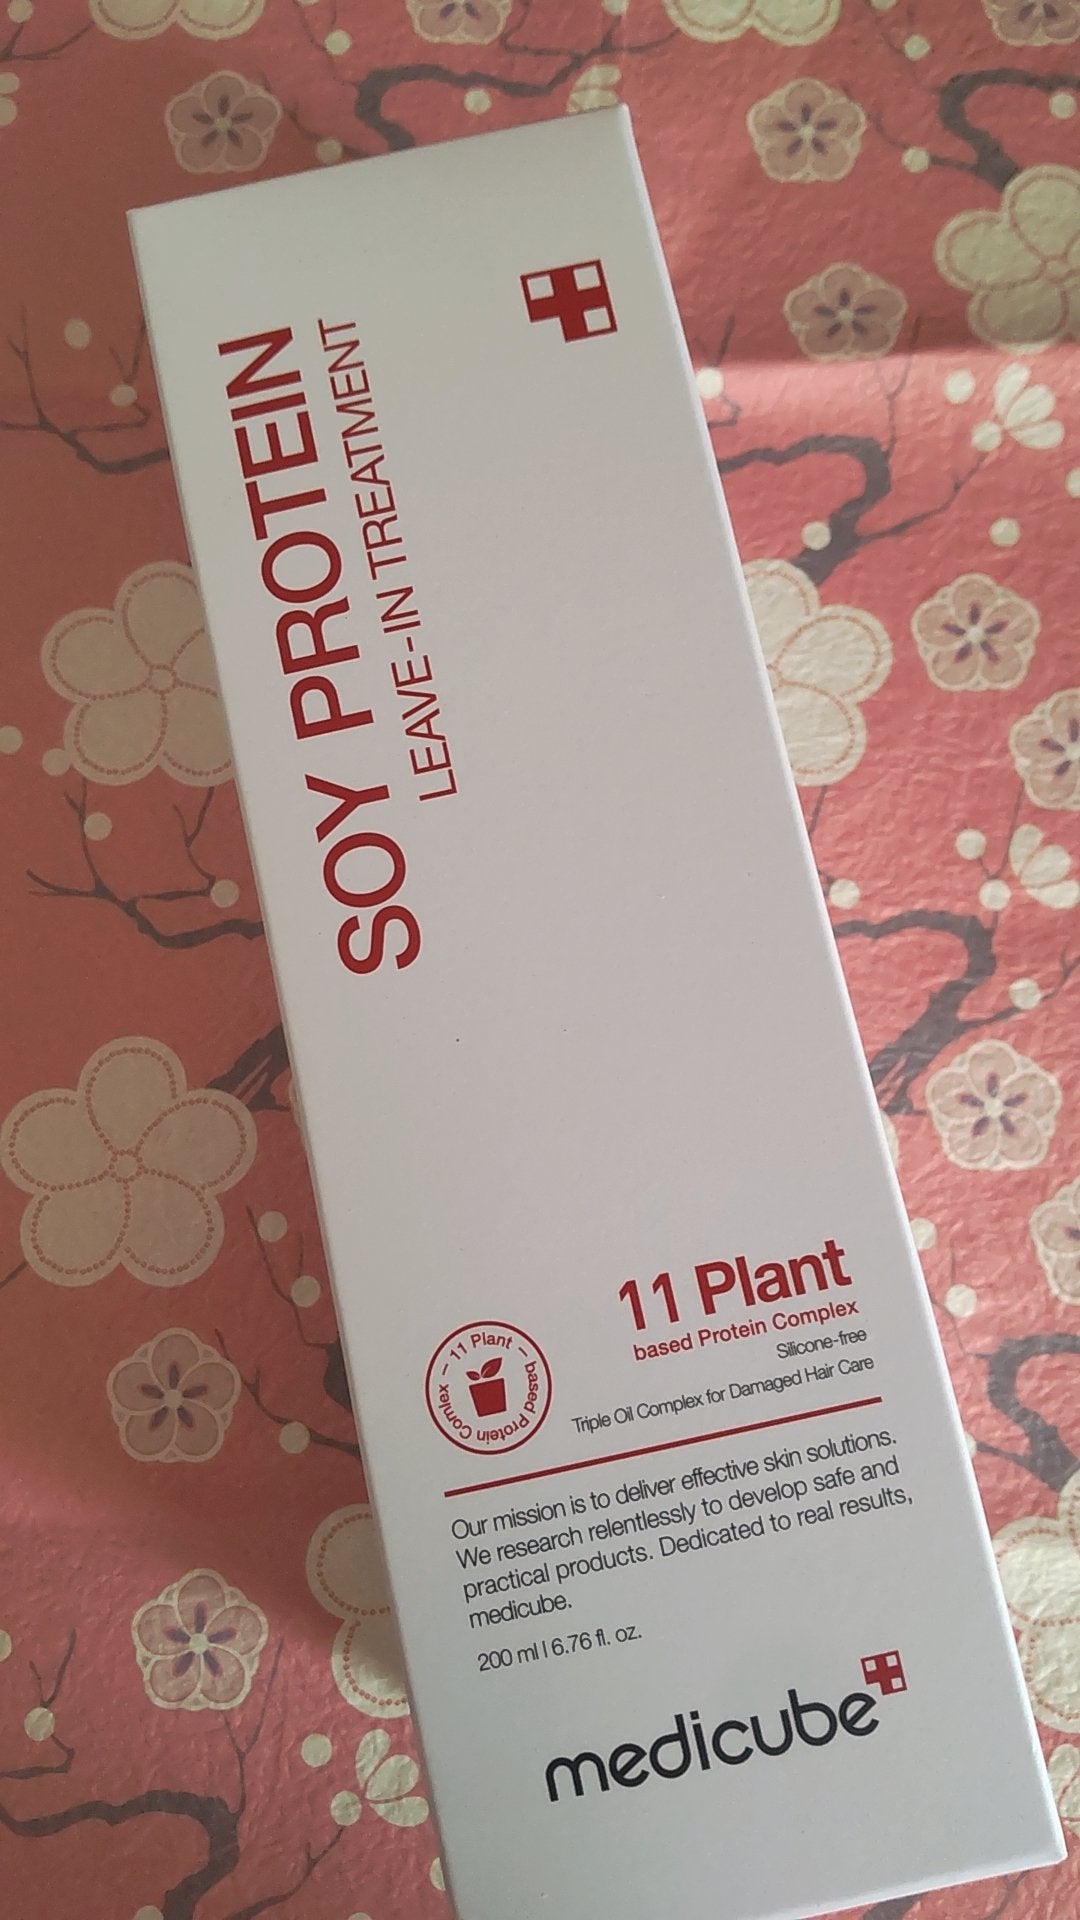 SOY PROTEIN
LEAVE-IN TREATMENT
11 Plant
based Protein Complex
Silicone-free
Triple Oil Complex for Damaged Hair Care
11 Plant – based Protein Comlax –
Our mission is to deliver effective skin solutions.
We research relentlessly to develop safe and
practical products. Dedicated to real results,
medicube.
200 ml | 6.76 fl. oz.
medicube